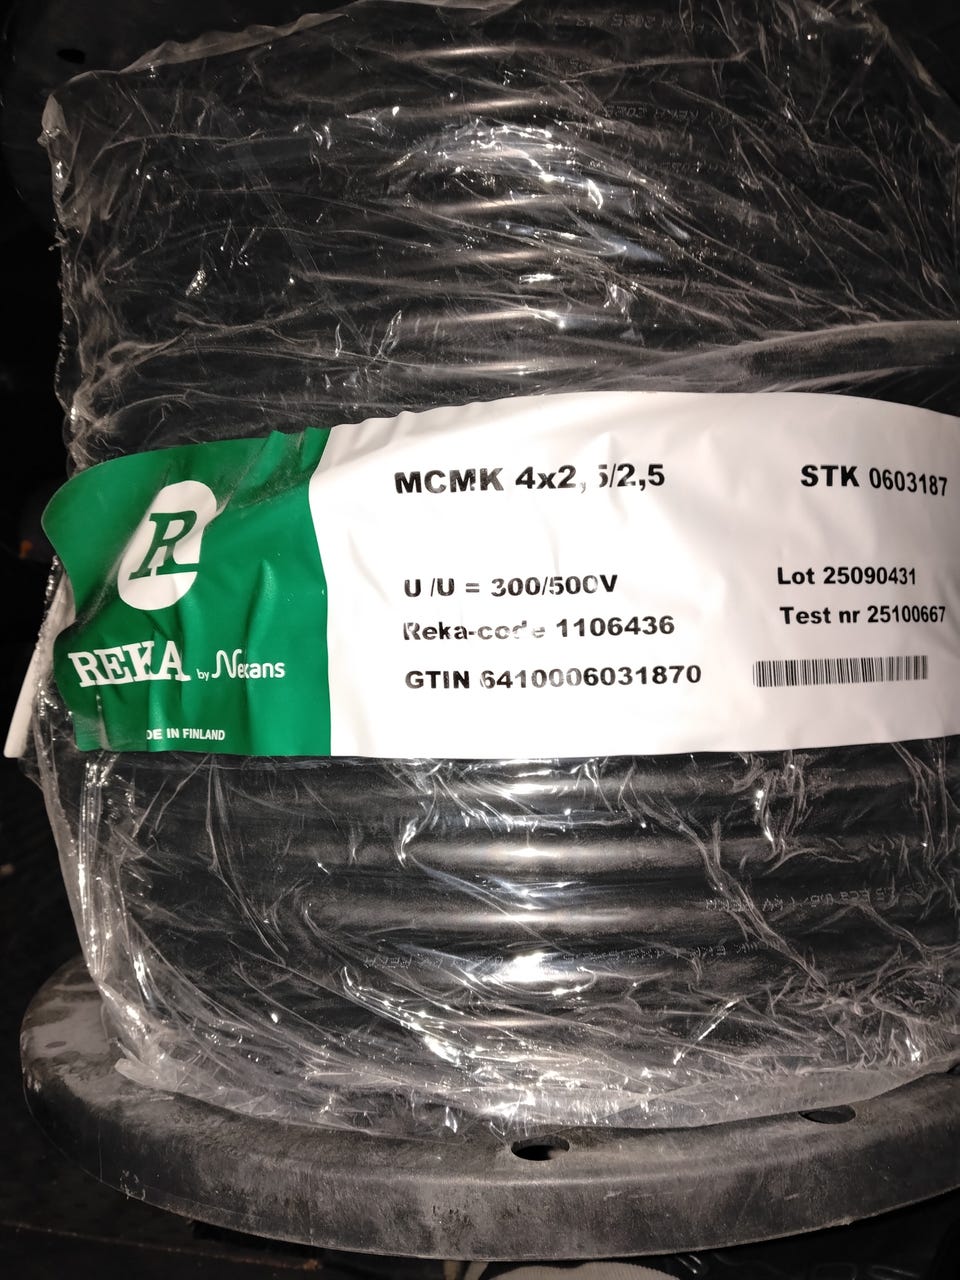 MCMK 4x2,5/2,5
STK 0603187
U /U = 300/500V
Lot 25090431
Reka-code 1106436
Test nr 25100667
GTIN 6410006031870
R
REKA by Nexans
DE IN FINLAND